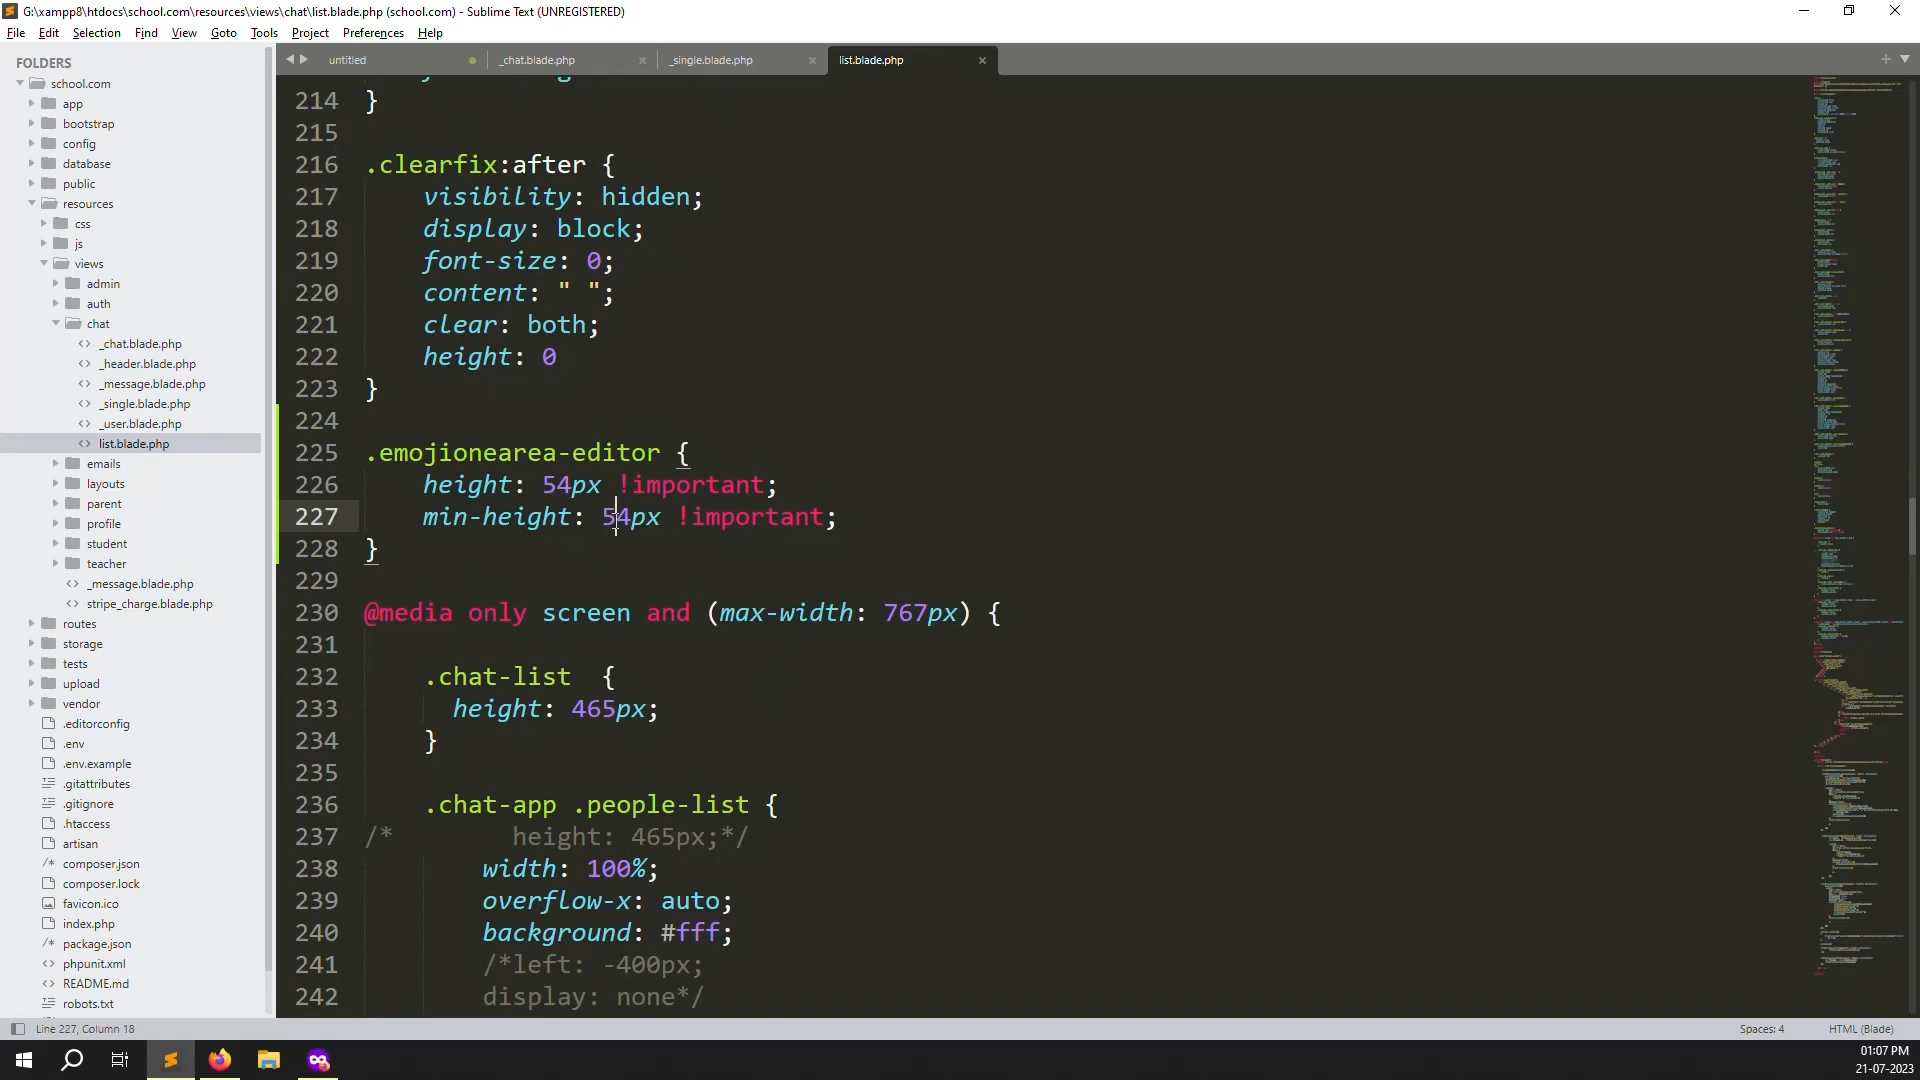 G:\xampp8\htdocs\school.com\resources\views\chat\list.blade.php (school.com) - Sublime Text (UNREGISTERED)
File Edit Selection Find View Goto Tools Project Preferences Help
FOLDERS
school.com
app
bootstrap
config
database
public
resources
css
js
views
admin
auth
chat
_chat.blade.php
_header.blade.php
_message.blade.php
_single.blade.php
_user.blade.php
list.blade.php
emails
layouts
parent
profile
student
teacher
_message.blade.php
stripe_charge.blade.php
routes
storage
tests
upload
vendor
.editorconfig
.env
.env.example
.gitattributes
.gitignore
.htaccess
artisan
composer.json
composer.lock
favicon.ico
index.php
package.json
phpunit.xml
README.md
robots.txt
untitled _chat.blade.php _single.blade.php list.blade.php
214 }
215
216 .clearfix:after {
217 visibility: hidden;
218 display: block;
219 font-size: 0;
220 content: " ";
221 clear: both;
222 height: 0
223 }
224
225 .emojionearea-editor {
226 height: 54px !important;
227 min-height: 54px !important;
228 }
229
230 @media only screen and (max-width: 767px) {
231
232 .chat-list {
233 height: 465px;
234 }
235
236 .chat-app .people-list {
237 /* height: 465px;*/
238 width: 100%;
239 overflow-x: auto;
240 background: #fff;
241 /*left: -400px;
242 display: none*/
Line 227, Column 18
Spaces: 4 HTML (Blade)
01:07 PM
21-07-2023